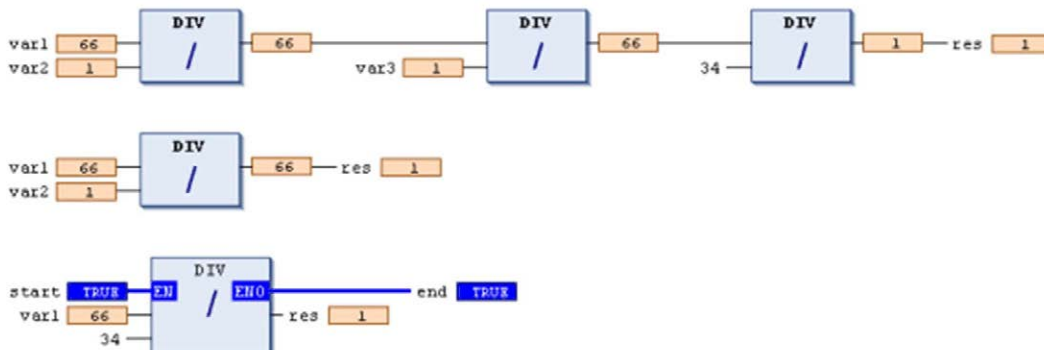 DIV DIV DIV
var1 66 / 66 / 66 / 1 res 1
var2 1 var3 1 34
DIV
var1 66 / 66 res 1
var2 1
DIV
start TRUE EN ENO end TRUE
var1 66 / res 1
34